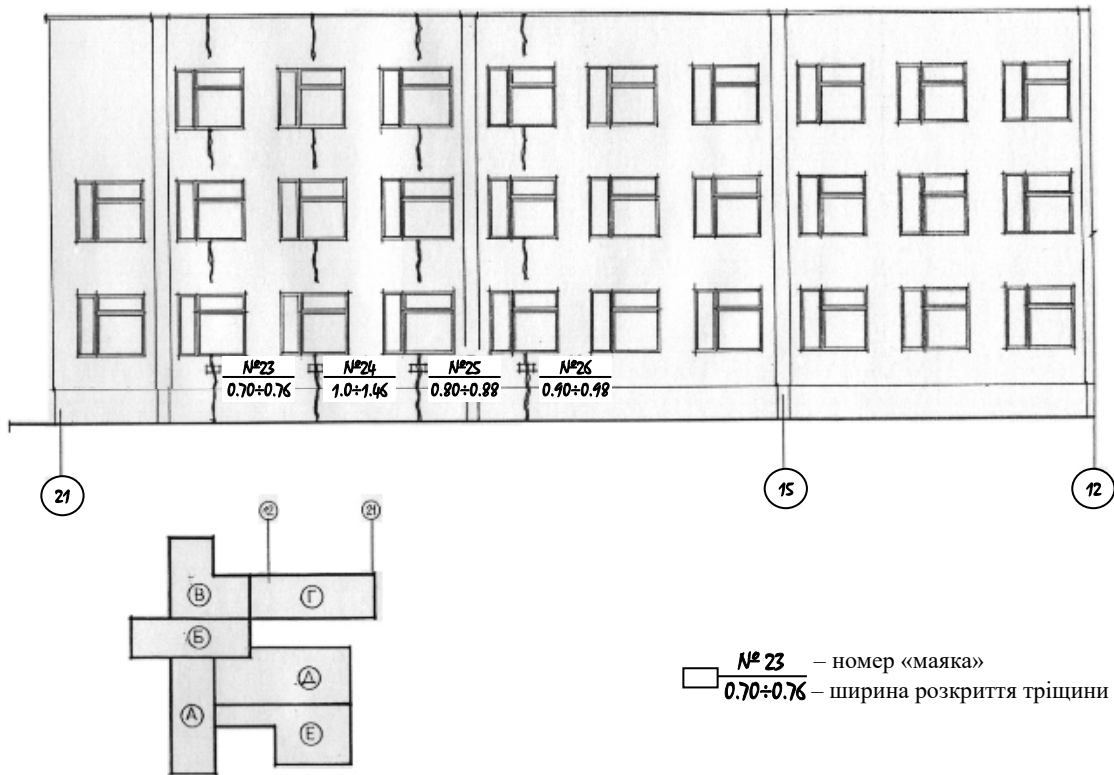 №23
0.70÷0.76
№24
1.0÷1.46
№25
0.80÷0.88
№26
0.90÷0.98
21
15
12
12
21
В
Г
Б
Д
А
Е
№ 23 – номер «маяка»
0.70÷0.76 – ширина розкриття тріщини